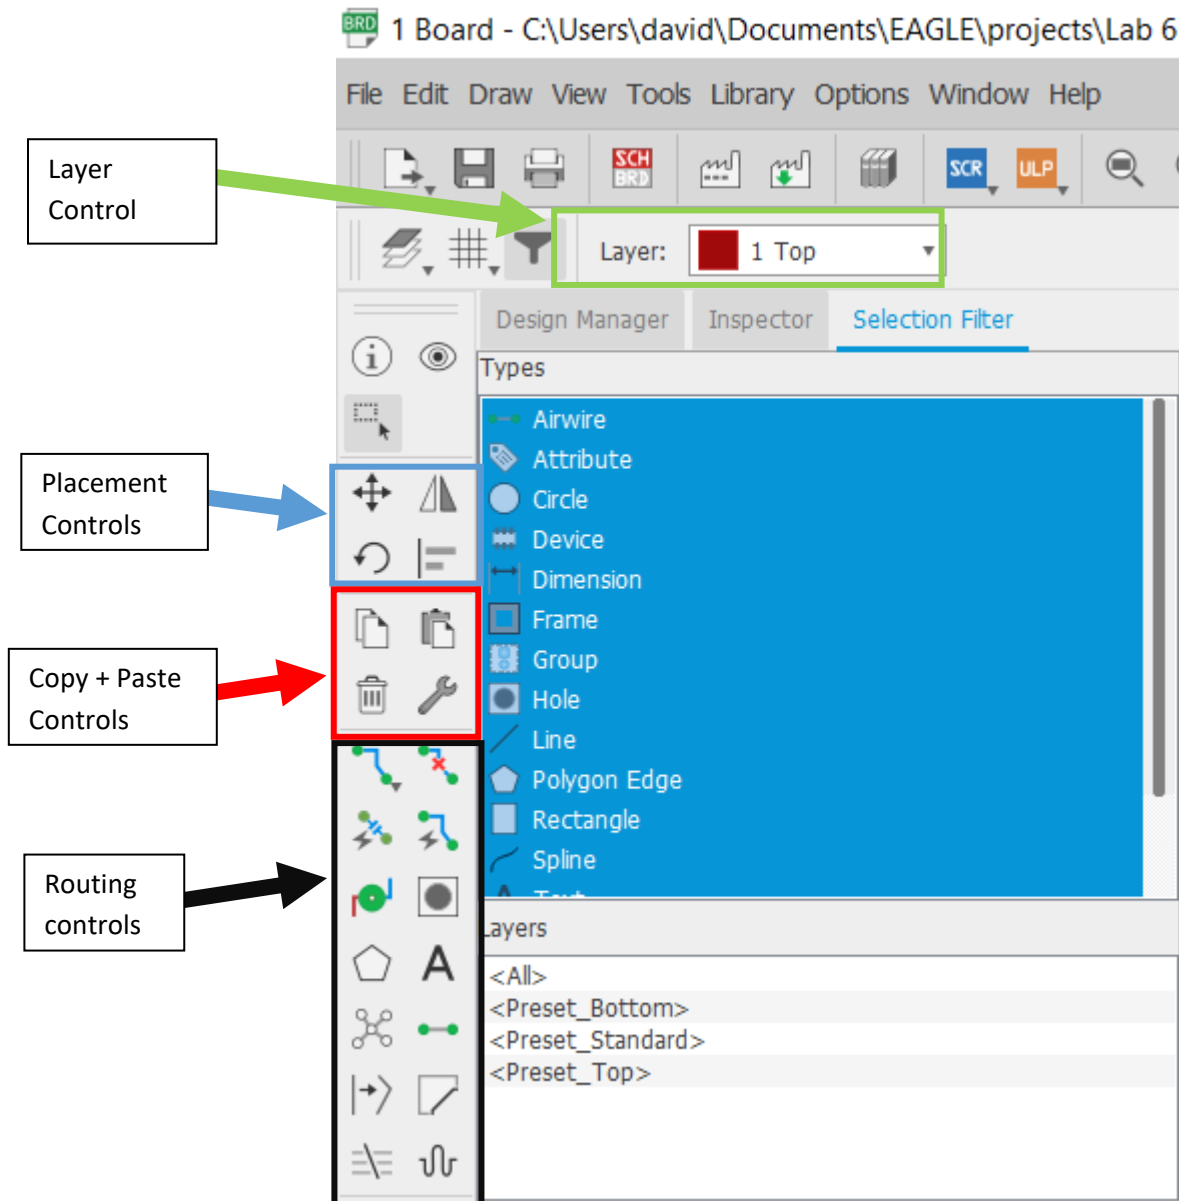 BRD 1 Board - C:\Users\david\Documents\EAGLE\projects\Lab 6
File Edit Draw View Tools Library Options Window Help
SCH
BRD
SCR
ULP
Layer
Control
Layer: 1 Top
Design Manager Inspector Selection Filter
Types
Airwire
Attribute
Circle
Device
Dimension
Frame
Group
Hole
Line
Polygon Edge
Rectangle
Spline
Text
Placement
Controls
Copy + Paste
Controls
Routing
controls
A
Layers
<All>
<Preset_Bottom>
<Preset_Standard>
<Preset_Top>